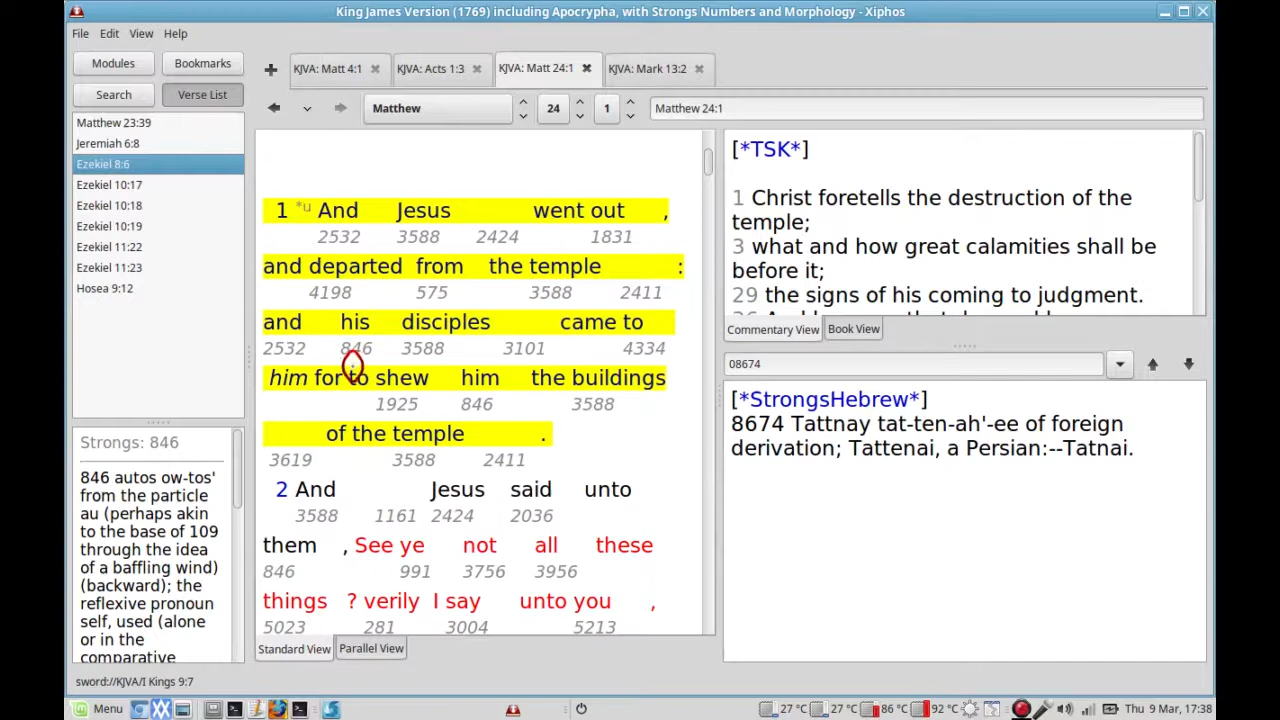 King James Version (1769) including Apocrypha, with Strongs Numbers and Morphology - Xiphos
File Edit View Help
Modules Bookmarks
Search Verse List
KJVA: Matt 4:1 KJVA: Acts 1:3 KJVA: Matt 24:1 KJVA: Mark 13:2
Matthew 24 1 Matthew 24:1
Matthew 23:39
Jeremiah 6:8
Ezekiel 8:6
Ezekiel 10:17
Ezekiel 10:18
Ezekiel 10:19
Ezekiel 11:22
Ezekiel 11:23
Hosea 9:12
Strongs: 846
846 autos ow-tos'
from the particle
au (perhaps akin
to the base of 109
through the idea
of a baffling wind)
(backward); the
reflexive pronoun
self, used (alone
or in the
comparative
sword://KJVA/I Kings 9:7
1 *u And Jesus went out ,
2532 3588 2424 1831
and departed from the temple :
4198 575 3588 2411
and his disciples came to
2532 846 3588 3101 4334
him for to shew him the buildings
1925 846 3588
of the temple .
3619 3588 2411
2 And Jesus said unto
3588 1161 2424 2036
them , See ye not all these
846 991 3756 3956
things ? verily I say unto you ,
5023 281 3004 5213
Standard View Parallel View
[*TSK*]
1 Christ foretells the destruction of the
temple;
3 what and how great calamities shall be
before it;
29 the signs of his coming to judgment.
Commentary View Book View
08674
[*StrongsHebrew*]
8674 Tattnay tat-ten-ah'-ee of foreign
derivation; Tattenai, a Persian:--Tatnai.
Menu 27 °C 27 °C 86 °C 92 °C Thu 9 Mar, 17:38